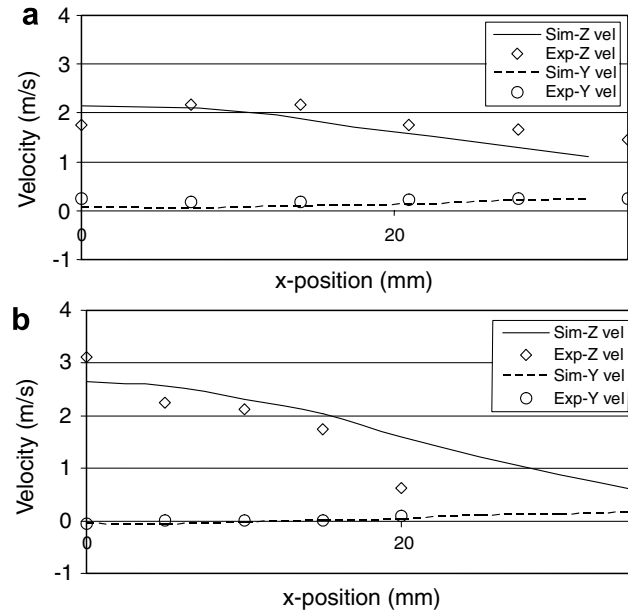 a
4
3
2
1
0
-1
Velocity (m/s)
0
20
x-position (mm)
Sim-Z vel
Exp-Z vel
Sim-Y vel
Exp-Y vel
b
4
3
2
1
0
-1
Velocity (m/s)
0
20
x-position (mm)
Sim-Z vel
Exp-Z vel
Sim-Y vel
Exp-Y vel